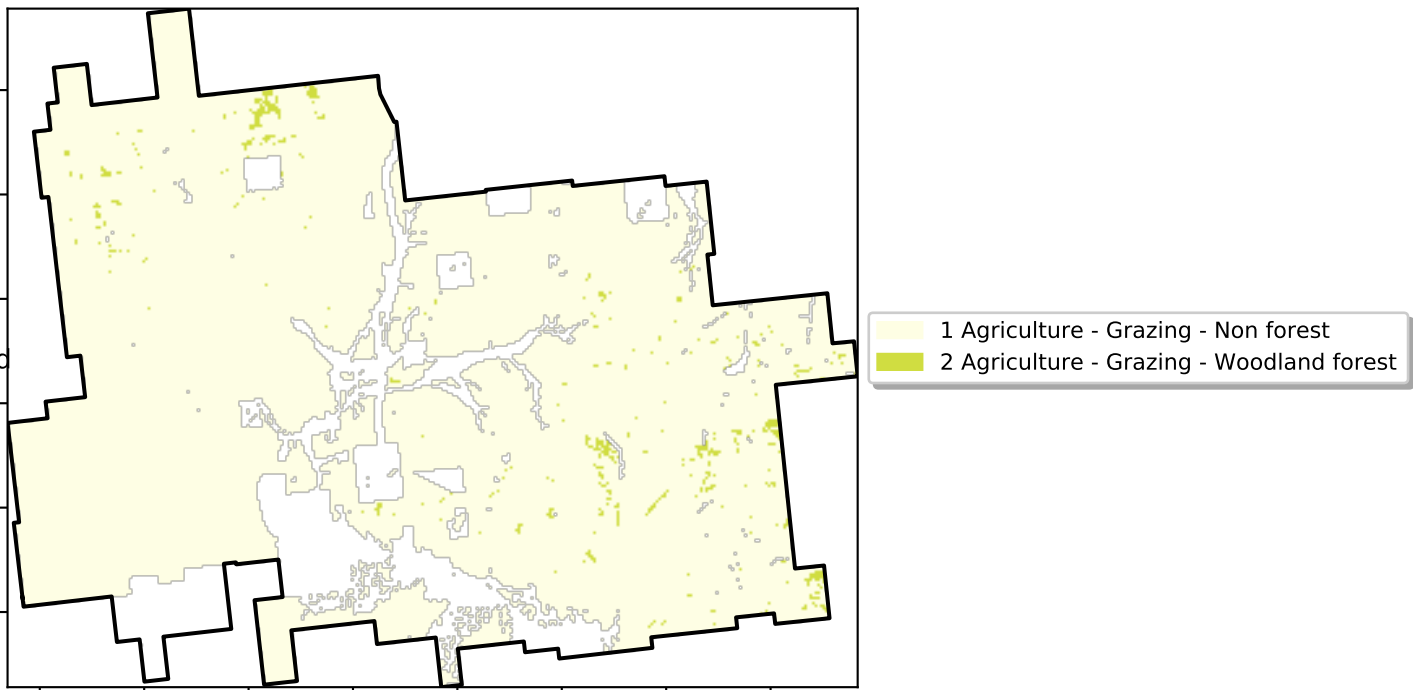 1 Agriculture - Grazing - Non forest
2 Agriculture - Grazing - Woodland forest